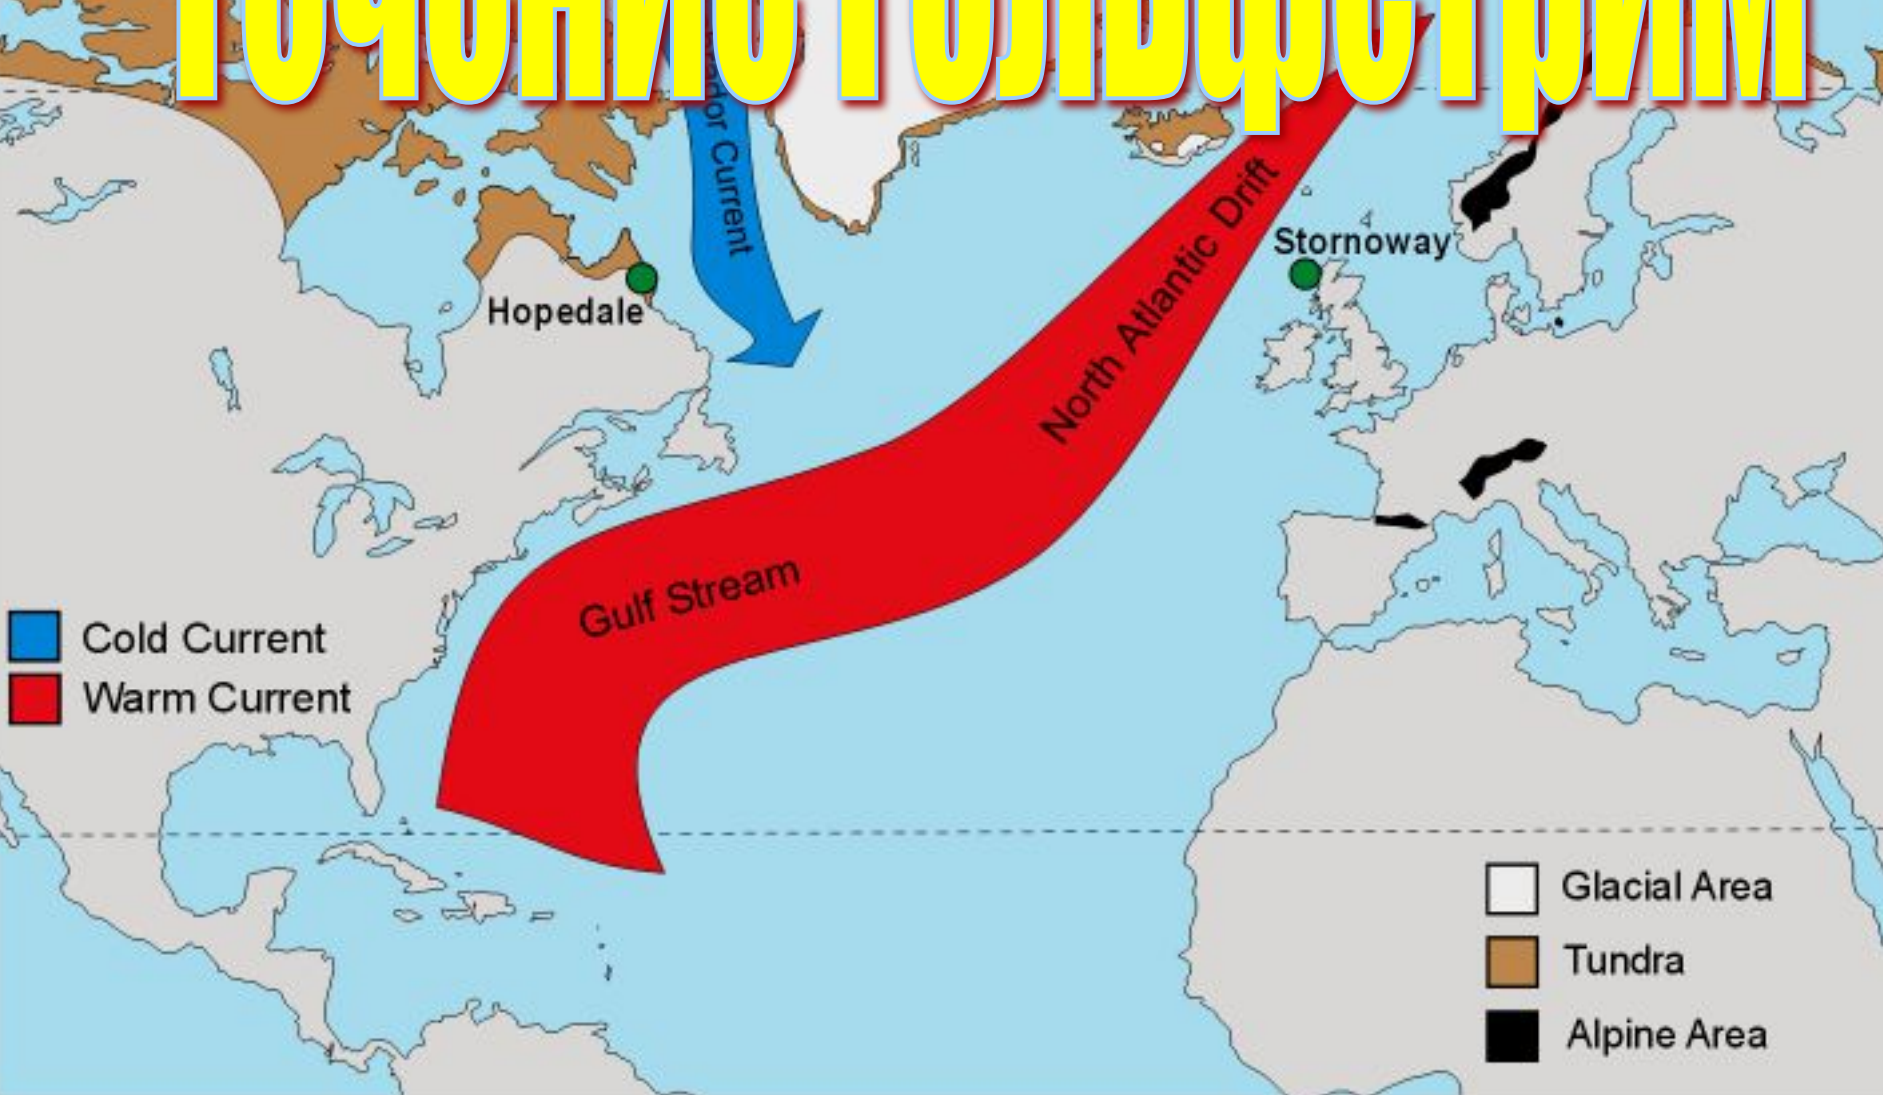 Течение Гольфстрим
dor Current
North Atlantic Drift
Stornoway
Hopedale
Gulf Stream
Cold Current
Warm Current
Glacial Area
Tundra
Alpine Area